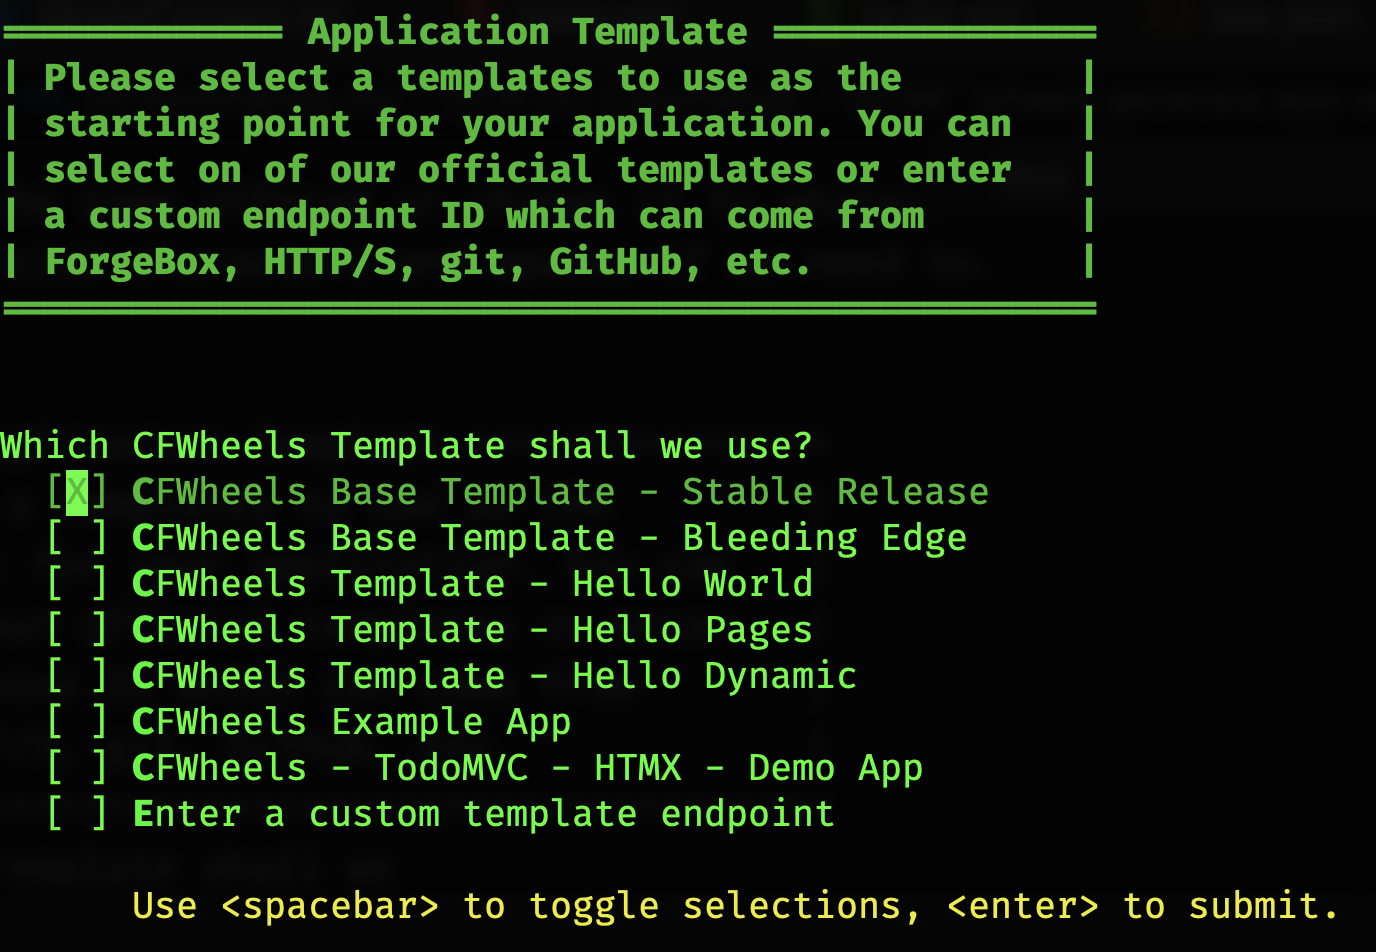 Application Template
Please select a templates to use as the
starting point for your application. You can
select on of our official templates or enter
a custom endpoint ID which can come from
ForgeBox, HTTP/S, git, GitHub, etc.
Which CFWheels Template shall we use?
[X] CFWheels Base Template - Stable Release
[ ] CFWheels Base Template - Bleeding Edge
[ ] CFWheels Template - Hello World
[ ] CFWheels Template - Hello Pages
[ ] CFWheels Template - Hello Dynamic
[ ] CFWheels Example App
[ ] CFWheels - TodoMVC - HTMX - Demo App
[ ] Enter a custom template endpoint
Use <spacebar> to toggle selections, <enter> to submit.